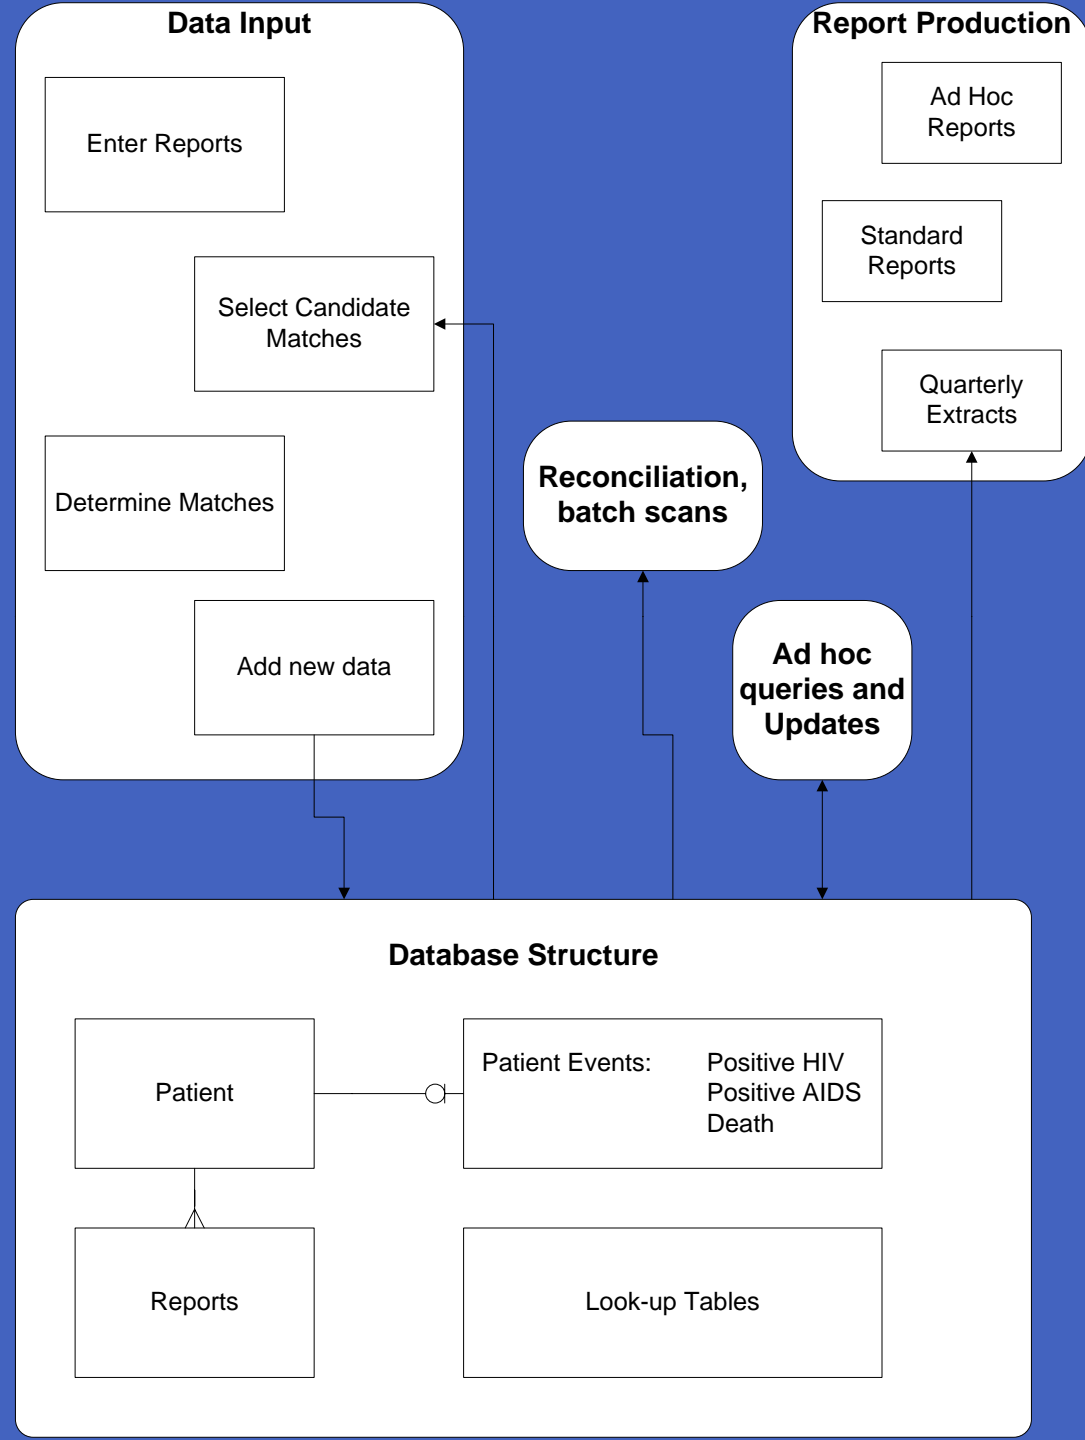 Data Input
Enter Reports
Select Candidate
Matches
Determine Matches
Add new data
Report Production
Ad Hoc
Reports
Standard
Reports
Quarterly
Extracts
Reconciliation,
batch scans
Ad hoc
queries and
Updates
Database Structure
Patient
Patient Events: Positive HIV
Positive AIDS
Death
Reports
Look-up Tables